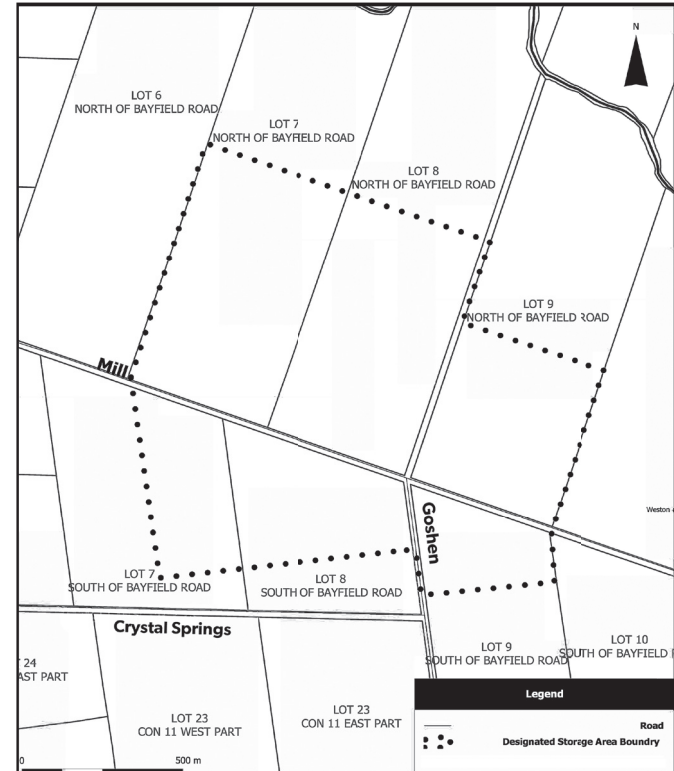 N
LOT 6
NORTH OF BAYFIELD ROAD
LOT 7
NORTH OF BAYFIELD ROAD
LOT 8
NORTH OF BAYFIELD ROAD
LOT 9
NORTH OF BAYFIELD ROAD
Mill
Goshen
Weston
LOT 7
SOUTH OF BAYFIELD ROAD
LOT 8
SOUTH OF BAYFIELD ROAD
Crystal Springs
LOT 9
SOUTH OF BAYFIELD ROAD
LOT 10
SOUTH OF BAYFIELD
24
AST PART
LOT 23
CON 11 WEST PART
LOT 23
CON 11 EAST PART
Legend
Road
Designated Storage Area Boundry
0
500 m